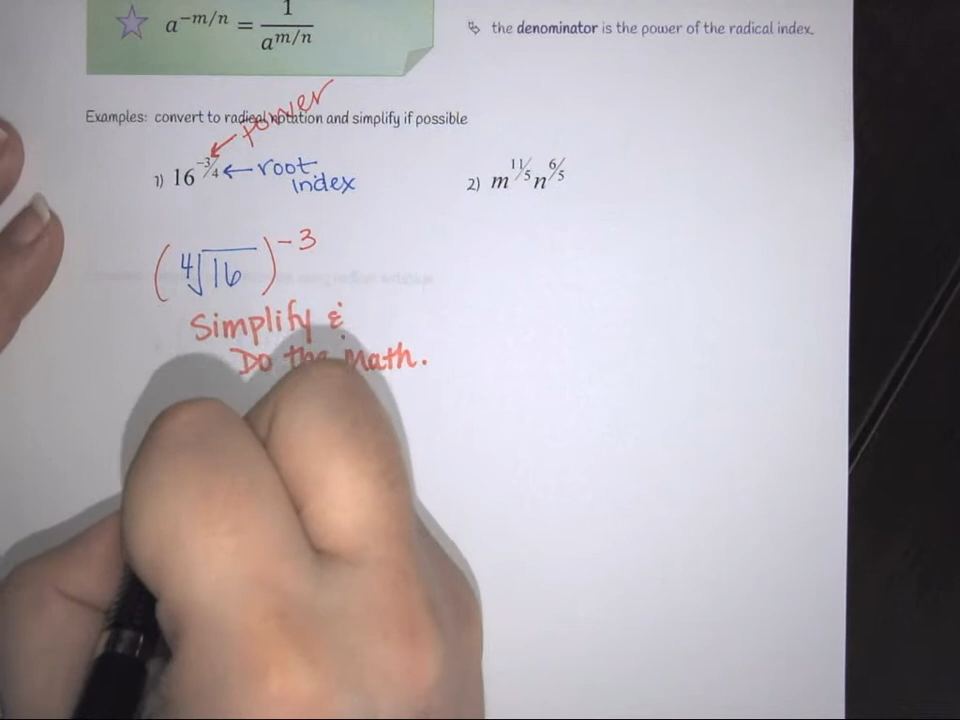 a^{-m/n} = \frac{1}{a^{m/n}}
the denominator is the power of the radical index.
Examples: convert to radical notation and simplify if possible
power
1) 16^{-3/4} ← root index
2) m^{11/5} n^{6/5}
(\sqrt[4]{16})^{-3}
Simplify &
Do the Math.